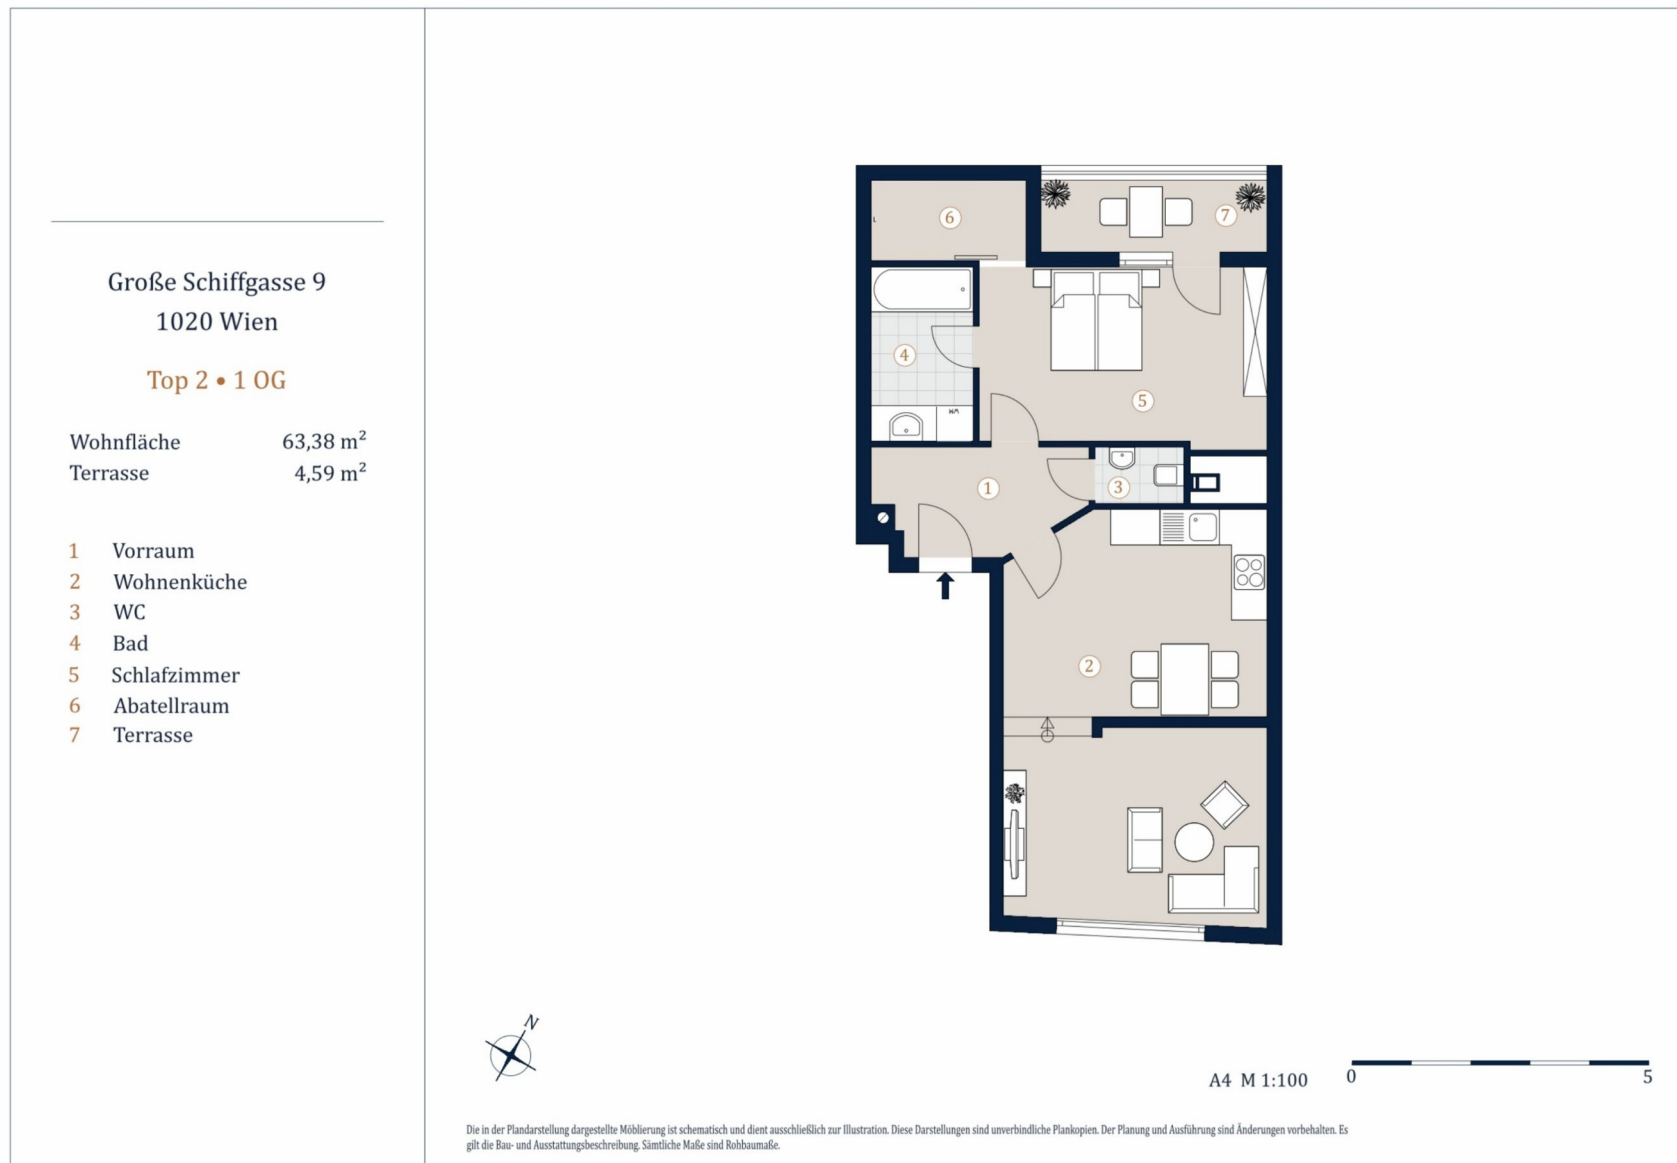 Große Schiffgasse 9
1020 Wien
Top 2 • 1 OG
Wohnfläche 63,38 m²
Terrasse 4,59 m²
1 Vorraum
2 Wohnenküche
3 WC
4 Bad
5 Schlafzimmer
6 Abatellraum
7 Terrasse
6
7
4
5
WM
1
3
2
N
A4 M 1:100
0 5
Die in der Plandarstellung dargestellte Möblierung ist schematisch und dient ausschließlich zur Illustration. Diese Darstellungen sind unverbindliche Plankopien. Der Planung und Ausführung sind Änderungen vorbehalten. Es
gilt die Bau- und Ausstattungsbeschreibung. Sämtliche Maße sind Rohbaumaße.